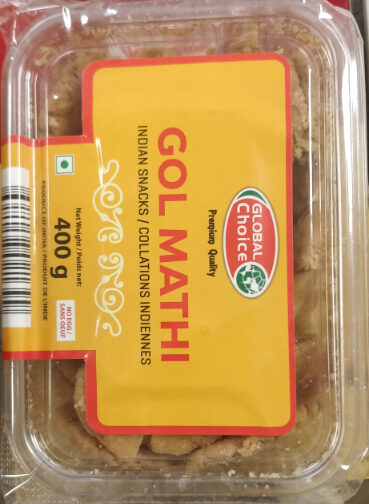 GLOBAL
Choice
Premium Quality
GOL MATHI
INDIAN SNACKS / COLLATIONS INDIENNES
Net Weight / Poids net:
400 g
NO EGG /
SANS OEUF
PRODUCT OF INDIA / PRODUIT DE L'INDE